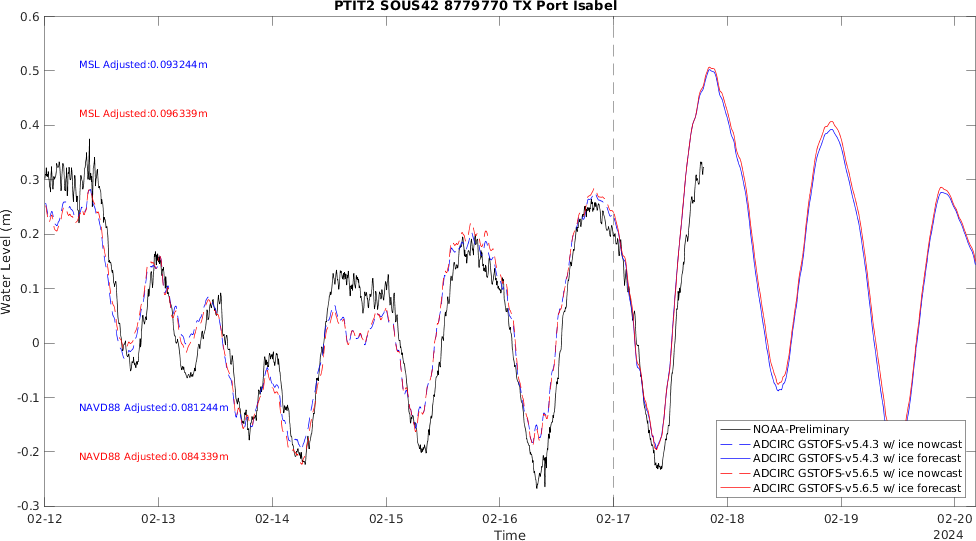 PTIT2 SOUS42 8779770 TX Port Isabel
0.6
0.5
0.4
0.3
0.2
0.1
0
-0.1
-0.2
-0.3
Water Level (m)
MSL Adjusted:0.093244m
MSL Adjusted:0.096339m
NAVD88 Adjusted:0.081244m
NAVD88 Adjusted:0.084339m
NOAA-Preliminary
ADCIRC GSTOFS-v5.4.3 w/ ice nowcast
ADCIRC GSTOFS-v5.4.3 w/ ice forecast
ADCIRC GSTOFS-v5.6.5 w/ ice nowcast
ADCIRC GSTOFS-v5.6.5 w/ ice forecast
02-12 02-13 02-14 02-15 02-16 02-17 02-18 02-19 02-20
Time
2024